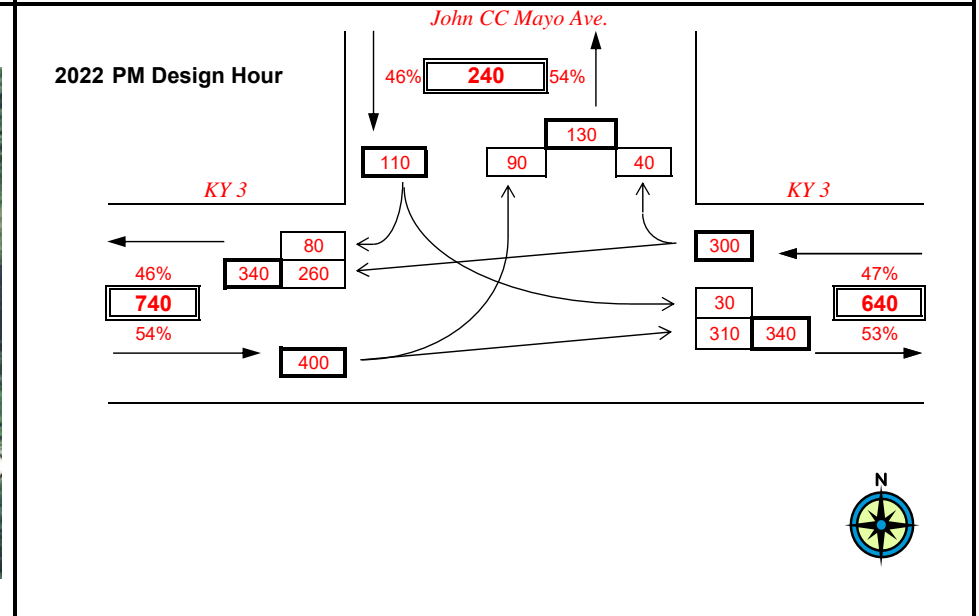 John CC Mayo Ave.
2022 PM Design Hour
46% 240 54%
130
110 90 40
KY 3 KY 3
80 300
46% 340 260 47%
740 30 640
54% 310 340 53%
400
N